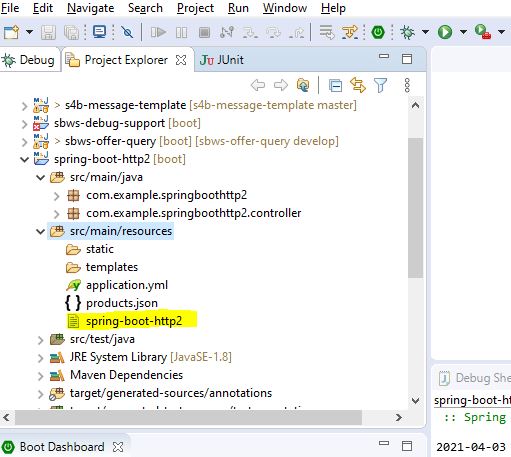 File Edit Source Search Project Run Window Help
Debug Project Explorer JUnit
> s4b-message-template [s4b-message-template master]
sbws-debug-support [boot]
> sbws-offer-query [boot] [sbws-offer-query develop]
spring-boot-http2 [boot]
src/main/java
com.example.springboothttp2
com.example.springboothttp2.controller
src/main/resources
static
templates
application.yml
{ } products.json
spring-boot-http2
src/test/java
JRE System Library [JavaSE-1.8]
Maven Dependencies
target/generated-sources/annotations
Debug She
spring-boot-ht
:: Spring
Boot Dashboard
2021-04-03